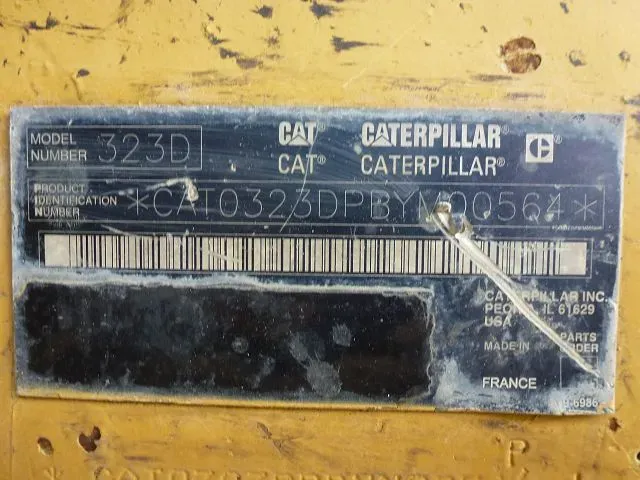 MODEL NUMBER 323D
CAT CATERPILLAR
CAT® CATERPILLAR®
PRODUCT IDENTIFICATION NUMBER
*CAT0323DPBYM00564*
CATERPILLAR INC.
PEORIA, IL 61629
USA
MADE IN
PARTS ORDER
FRANCE
P